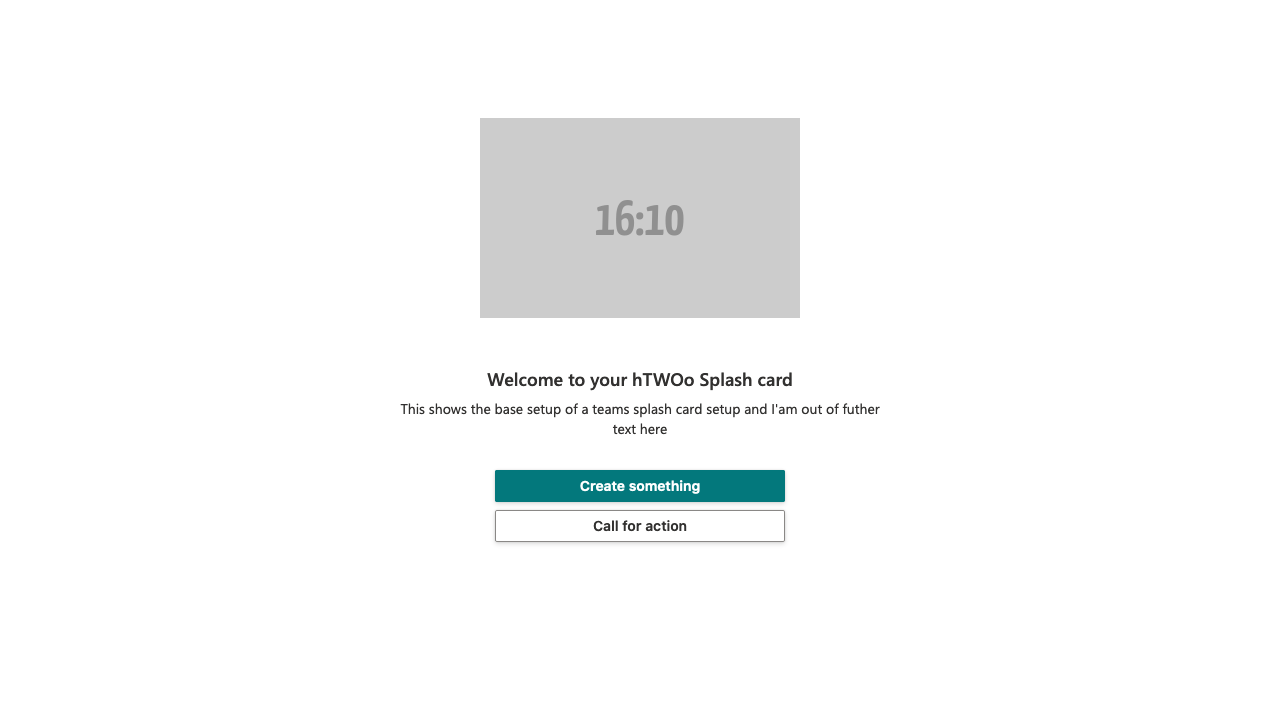 16:10
Welcome to your hTWOo Splash card
This shows the base setup of a teams splash card setup and I'am out of futher
text here
Create something
Call for action